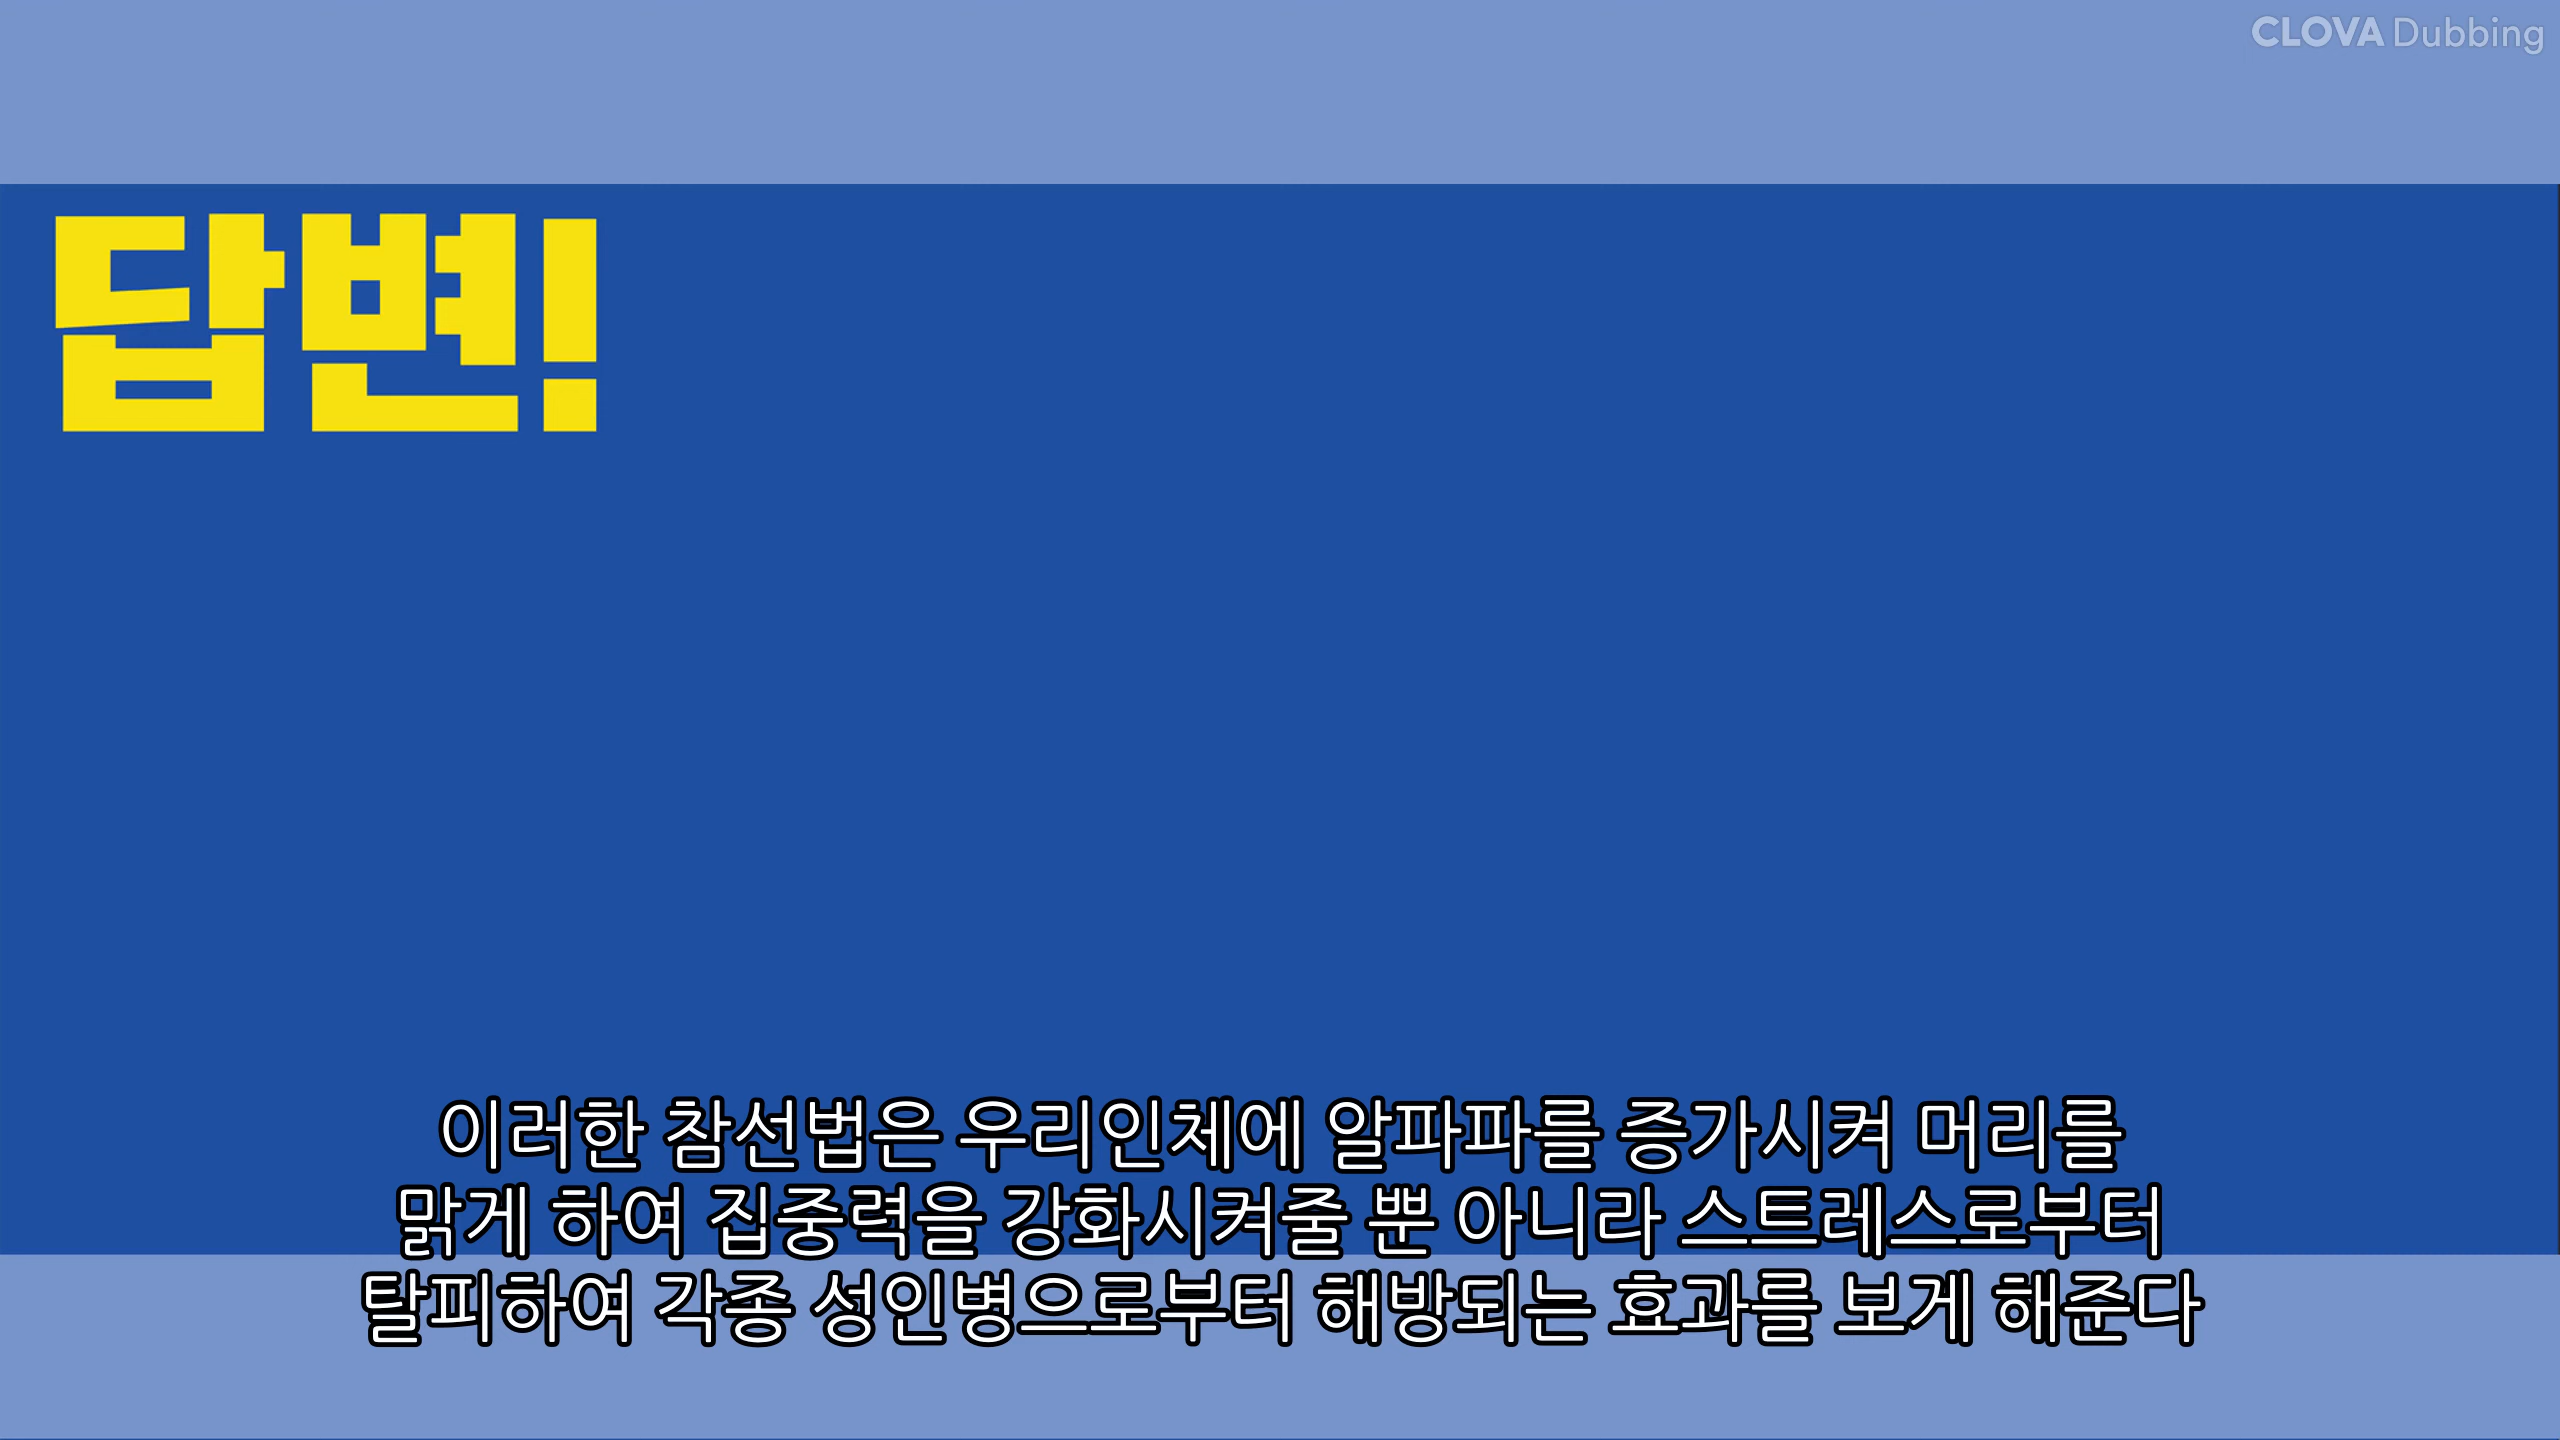 CLOVA Dubbing
답변!
이러한 참선법은 우리인체에 알파파를 증가시켜 머리를
맑게 하여 집중력을 강화시켜줄 뿐 아니라 스트레스로부터
탈피하여 각종 성인병으로부터 해방되는 효과를 보게 해준다